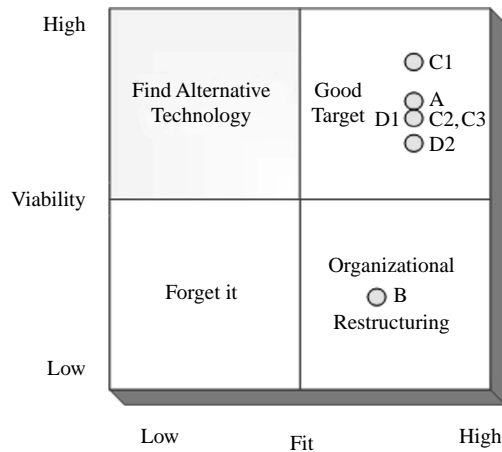 High
C1
Find Alternative
Technology
Good
Target
A
D1
C2, C3
D2
Viability
Organizational
Forget it
B
Restructuring
Low
Low
Fit
High